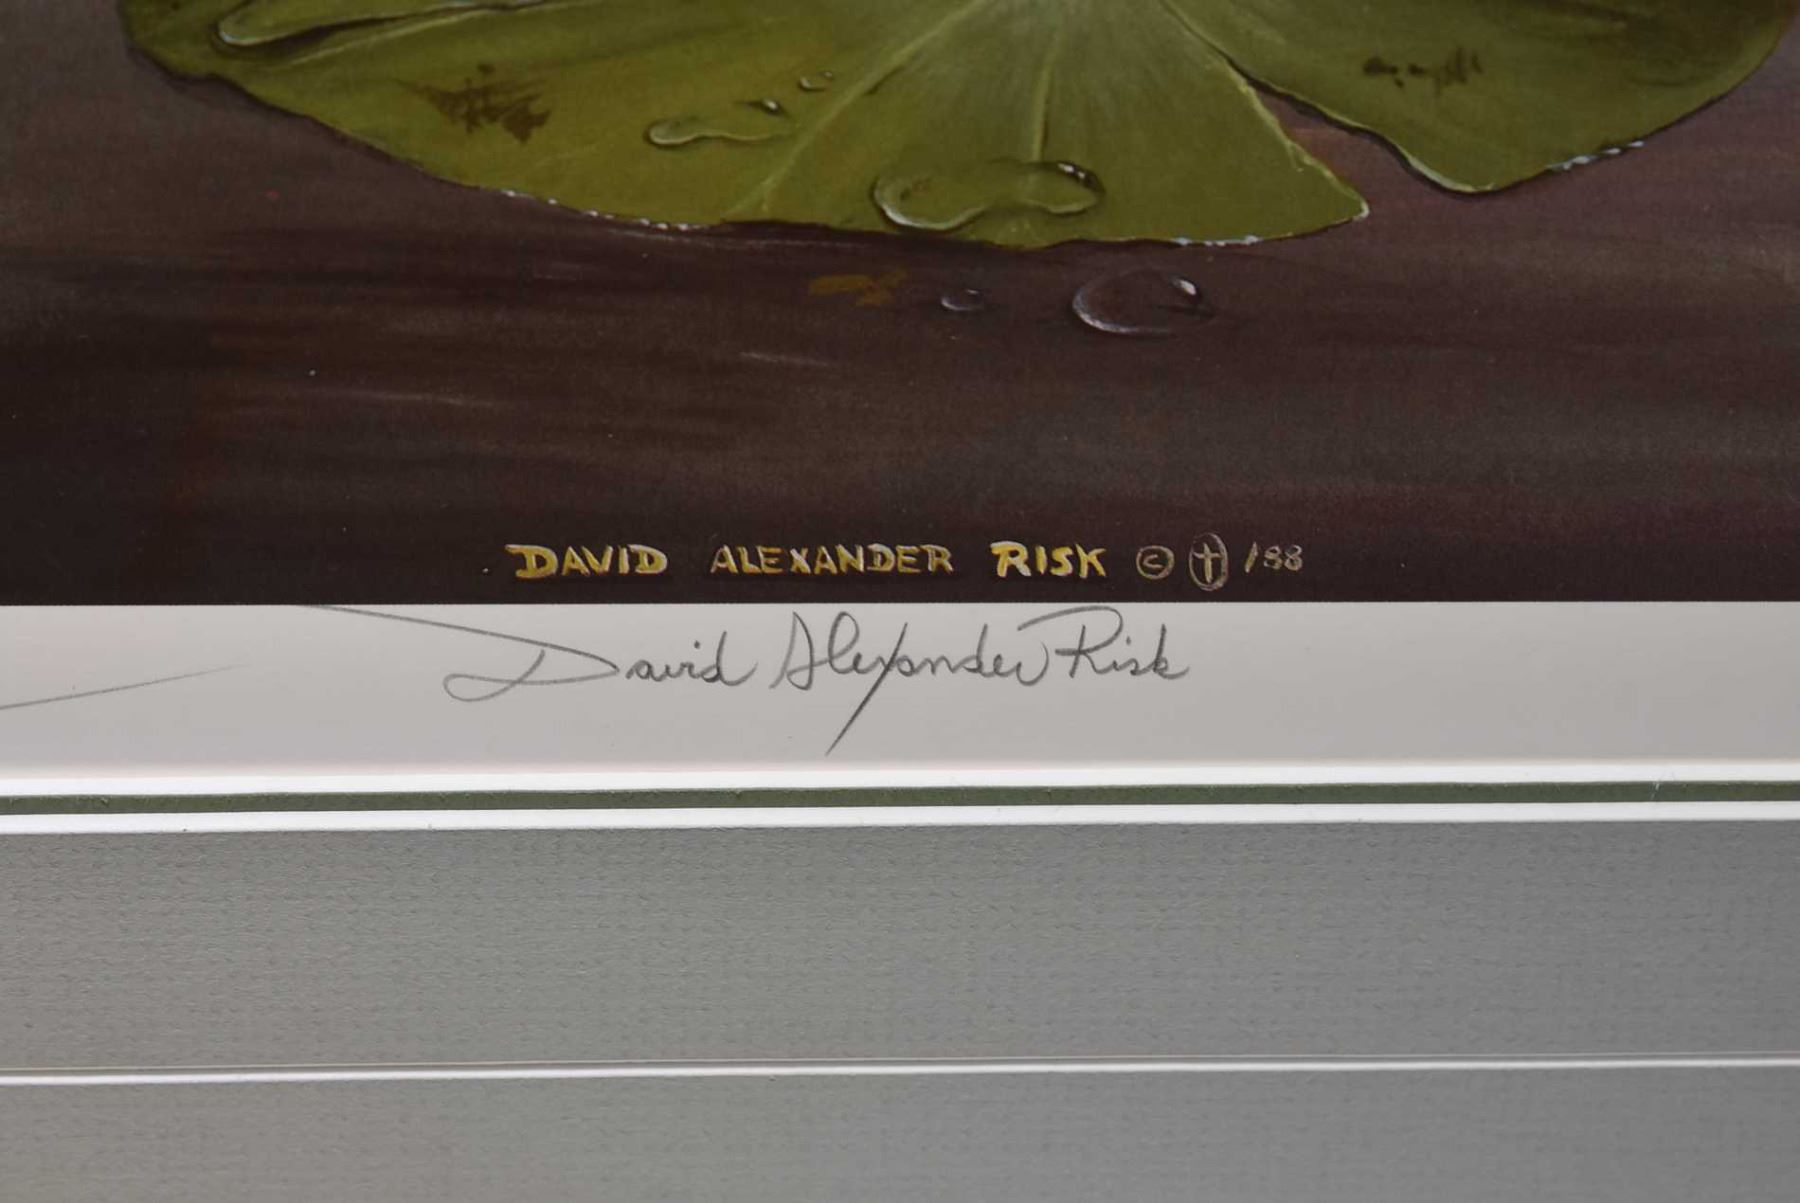 DAVID ALEXANDER RISK © /88
David Alexander Risk